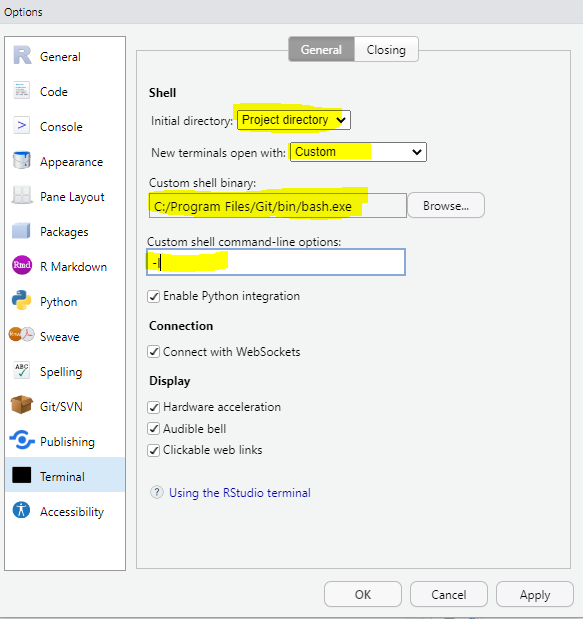 Options
General
Code
Console
Appearance
Pane Layout
Packages
Rmd R Markdown
Python
Sweave
ABC Spelling
Git/SVN
Publishing
Terminal
Accessibility
General Closing
Shell
Initial directory: Project directory
New terminals open with: Custom
Custom shell binary:
C:/Program Files/Git/bin/bash.exe Browse...
Custom shell command-line options:
-l
Enable Python integration
Connection
Connect with WebSockets
Display
Hardware acceleration
Audible bell
Clickable web links
? Using the RStudio terminal
OK Cancel Apply